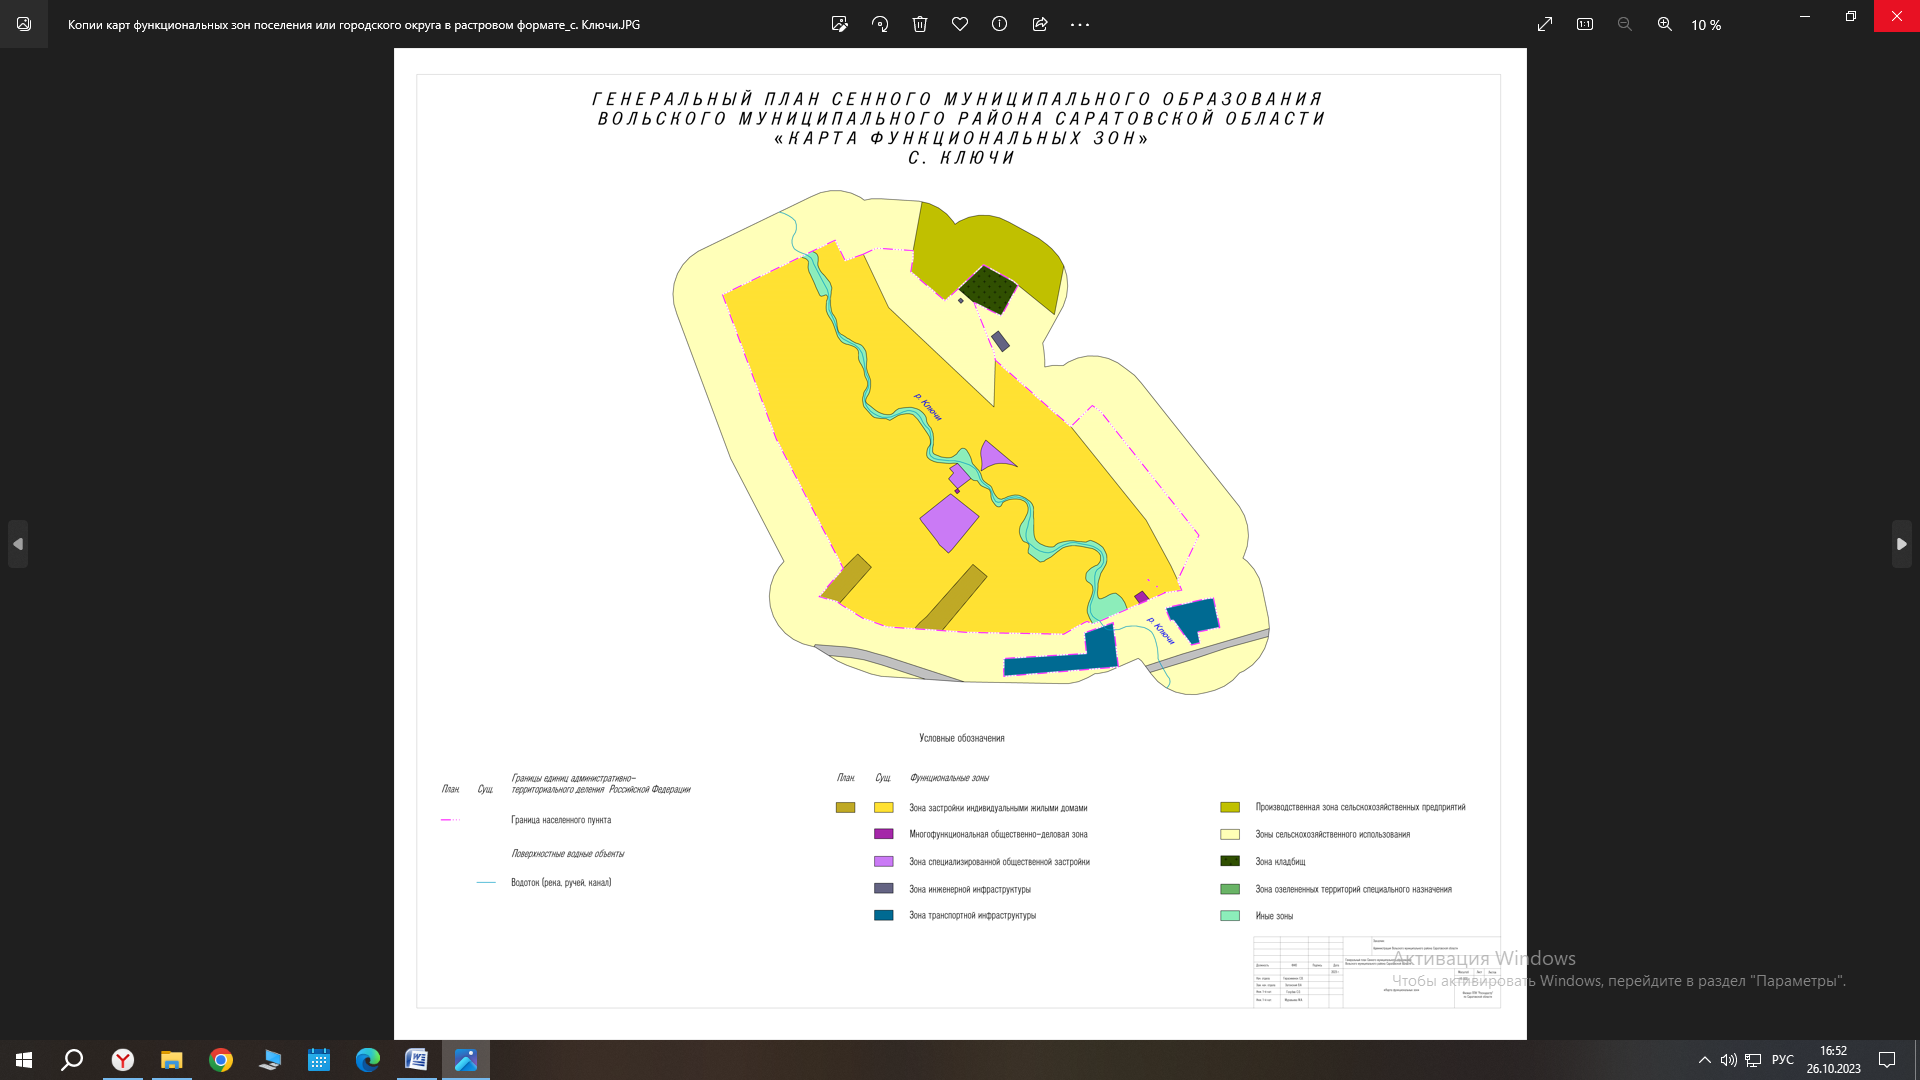 Копии карт функциональных зон поселения или городского округа в растровом формате_с. Ключи.JPG
10 %
ГЕНЕРАЛЬНЫЙ ПЛАН СЕННОГО МУНИЦИПАЛЬНОГО ОБРАЗОВАНИЯ
ВОЛЬСКОГО МУНИЦИПАЛЬНОГО РАЙОНА САРАТОВСКОЙ ОБЛАСТИ
«КАРТА ФУНКЦИОНАЛЬНЫХ ЗОН»
С. КЛЮЧИ
р. Ключи
р. Ключи
Условные обозначения
План. Сущ. Границы единиц административно-
территориального деления Российской Федерации
Граница населенного пункта
Поверхностные водные объекты
Водоток (река, ручей, канал)
План. Сущ. Функциональные зоны
Зона застройки индивидуальными жилыми домами
Многофункциональная общественно-деловая зона
Зона специализированной общественной застройки
Зона инженерной инфраструктуры
Зона транспортной инфраструктуры
Производственная зона сельскохозяйственных предприятий
Зоны сельскохозяйственного использования
Зона кладбищ
Зона озелененных территорий специального назначения
Иные зоны
Активация Windows
Чтобы активировать Windows, перейдите в раздел "Параметры".
РУС
16:52
26.10.2023